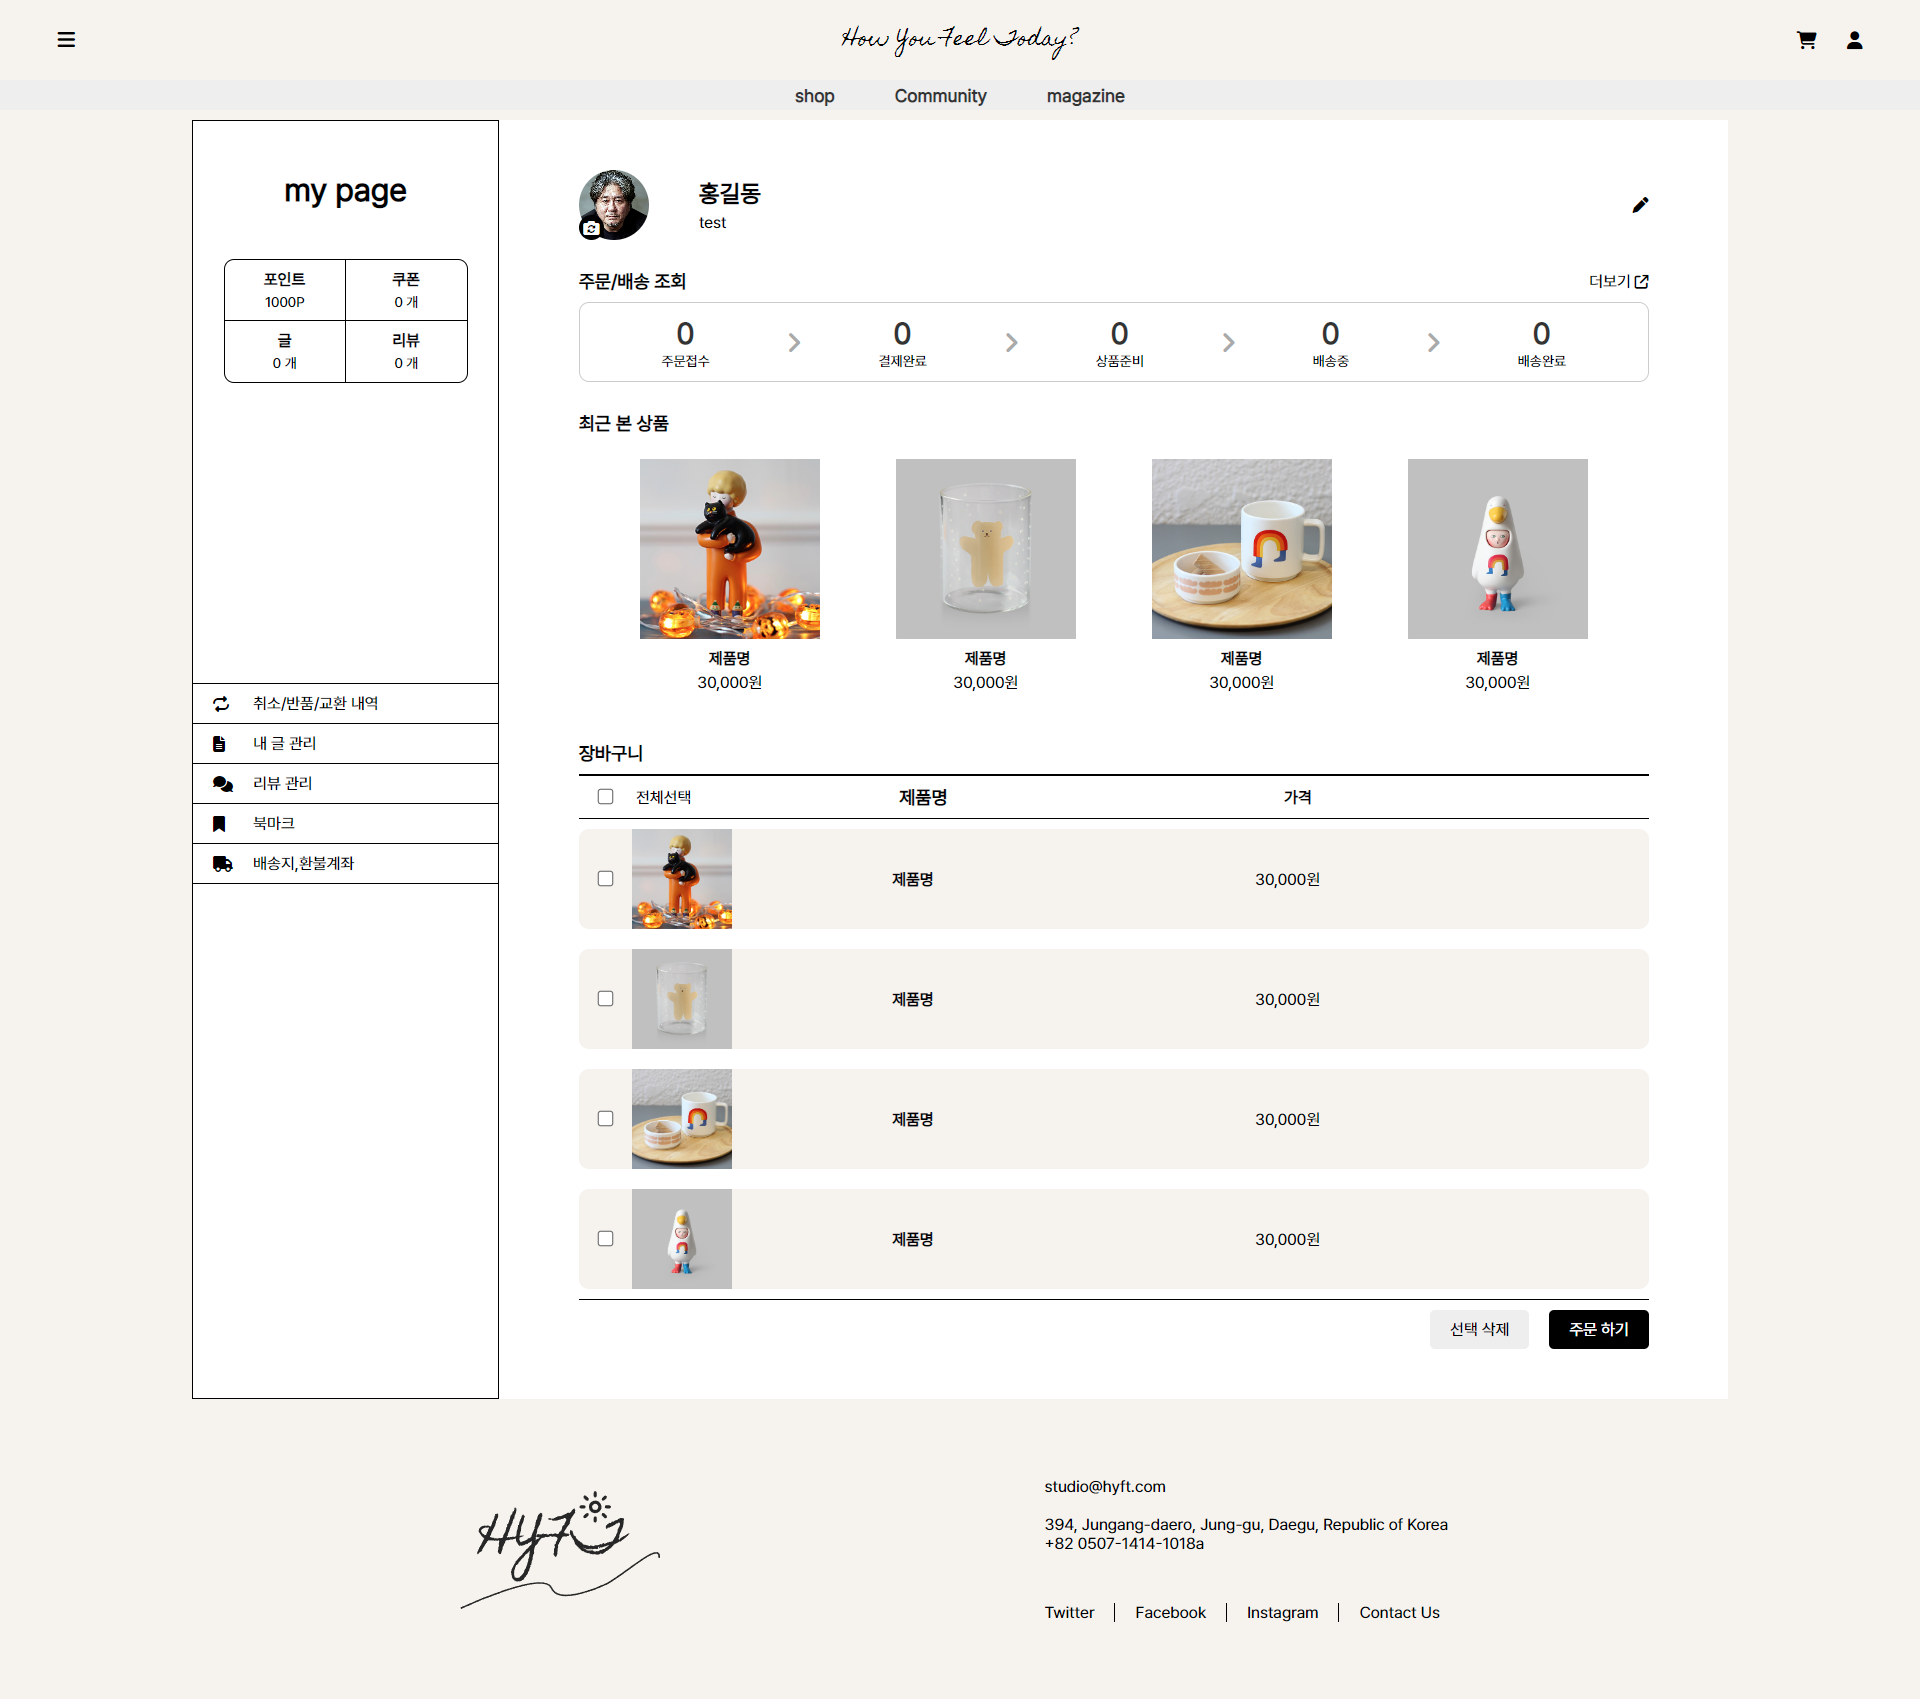 How You Feel Today?
shop Community magazine
my page
포인트 쿠폰
1000P 0 개
글 리뷰
0 개 0 개
취소/반품/교환 내역
내 글 관리
리뷰 관리
북마크
배송지,환불계좌
홍길동
test
주문/배송 조회 더보기
0 0 0 0 0
주문접수 결제완료 상품준비 배송중 배송완료
최근 본 상품
제품명 제품명 제품명 제품명
30,000원 30,000원 30,000원 30,000원
장바구니
전체선택 제품명 가격
제품명 30,000원
제품명 30,000원
제품명 30,000원
제품명 30,000원
선택 삭제 주문 하기
HYFT
studio@hyft.com
394, Jungang-daero, Jung-gu, Daegu, Republic of Korea
+82 0507-1414-1018a
Twitter Facebook Instagram Contact Us